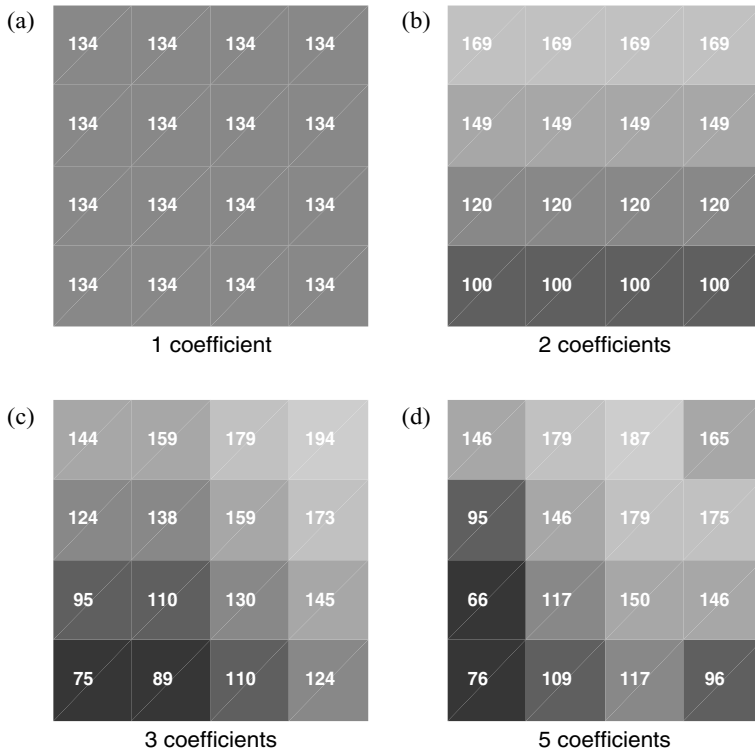 (a)
134 134 134 134
134 134 134 134
134 134 134 134
134 134 134 134
1 coefficient
(b)
169 169 169 169
149 149 149 149
120 120 120 120
100 100 100 100
2 coefficients
(c)
144 159 179 194
124 138 159 173
95 110 130 145
75 89 110 124
3 coefficients
(d)
146 179 187 165
95 146 179 175
66 117 150 146
76 109 117 96
5 coefficients